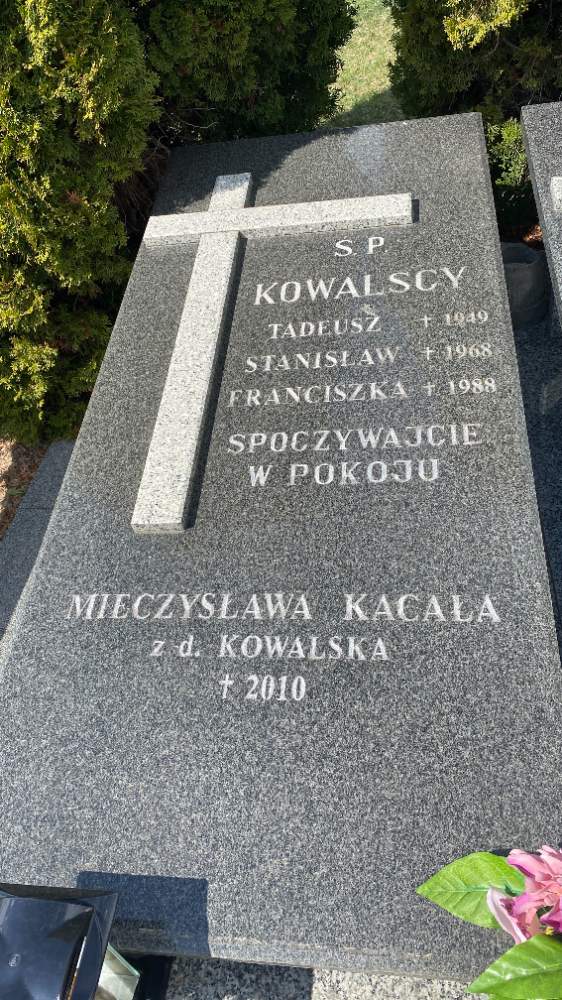 S P
KOWALSCY
TADEUSZ † 1949
STANISŁAW † 1968
FRANCISZKA † 1988
SPOCZYWAJCIE
W POKOJU
MIECZYSŁAWA KACAŁA
z d. KOWALSKA
† 2010